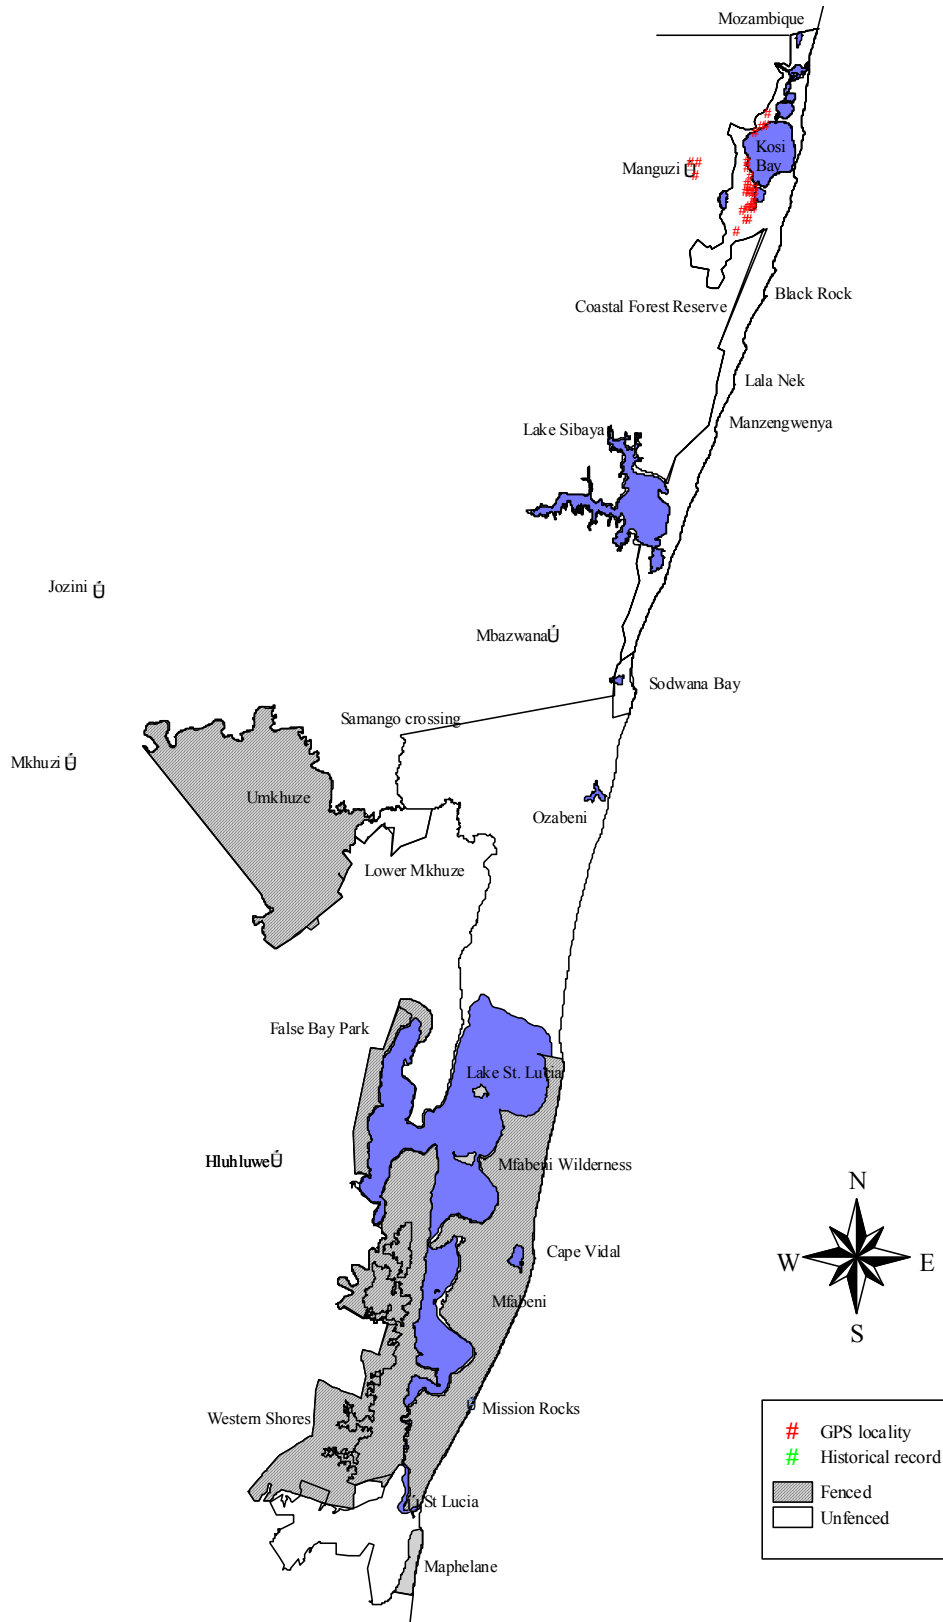 Mozambique
Kosi
Bay
Manguzi
Black Rock
Coastal Forest Reserve
Lala Nek
Manzengwenya
Lake Sibaya
Jozini
Mbazwana
Sodwana Bay
Samango crossing
Mkhuzi
Umkhuze
Ozabeni
Lower Mkhuze
False Bay Park
Lake St. Lucia
Hluhluwe
Mfabeni Wilderness
N
Cape Vidal
W
E
Mfabeni
S
Mission Rocks
Western Shores
# GPS locality
# Historical record
Fenced
St Lucia
Unfenced
Maphelane